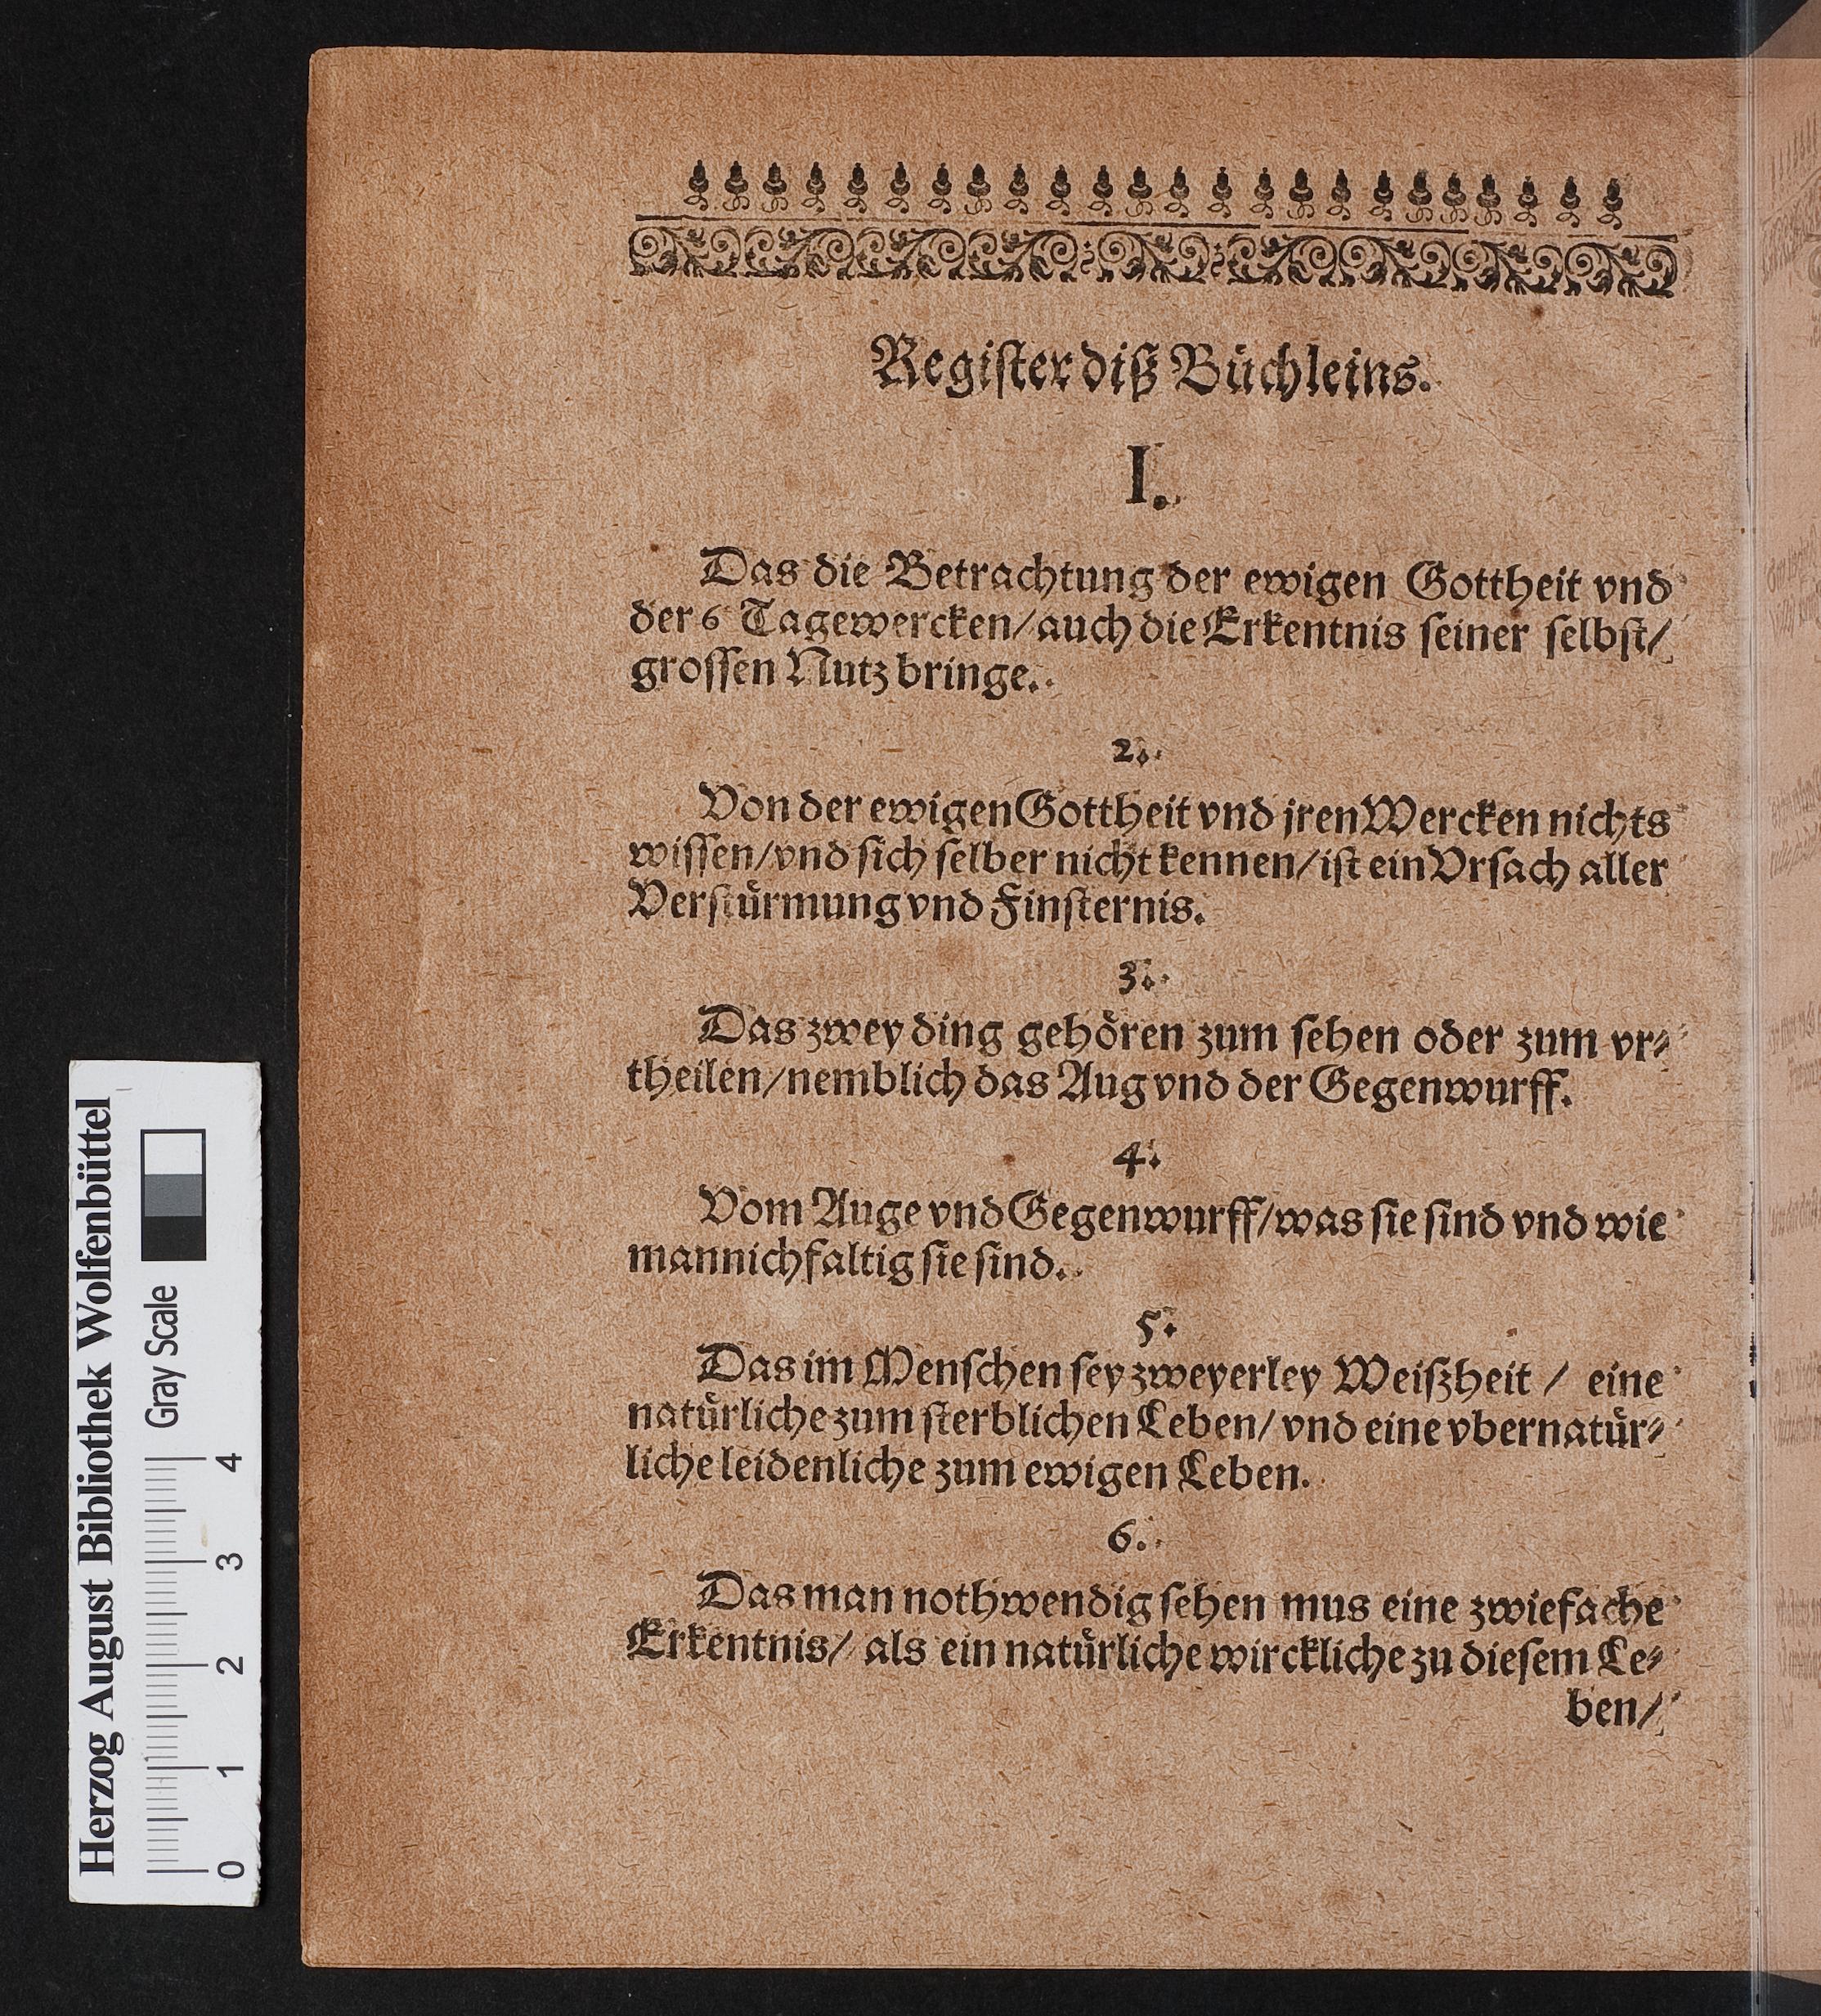 Regiſter diß Büchleins.
I.
Das die Betrachtung der ewigen Gottheit vnd
der 6 Tagewercken/ auch die Erkentnis ſeiner ſelbſt/
groſſen Nutz bringe.
2.
Von der ewigen Gottheit vnd jren Wercken nichts
wiſſen/ vnd ſich ſelber nicht kennen/ iſt ein Vrſach aller
Verſtürmung vnd Finſternis.
3.
Das zwey ding gehören zum ſehen oder zum vr⸗
theilen/ nemblich das Aug vnd der Gegenwurff.
4.
Vom Auge vnd Gegenwurff/ was ſie ſind vnd wie
mannichfaltig ſie ſind.
5.
Das im Menſchen ſey zweyerley Weißheit / eine
natürliche zum ſterblichen Leben/ vnd eine vbernatür⸗
liche leidenliche zum ewigen Leben.
6.
Das man nothwendig ſehen mus eine zwiefache
Erkentnis/ als ein natürliche wirckliche zu dieſem Le⸗
ben/
Herzog August Bibliothek Wolfenbüttel
Gray Scale
0 1 2 3 4